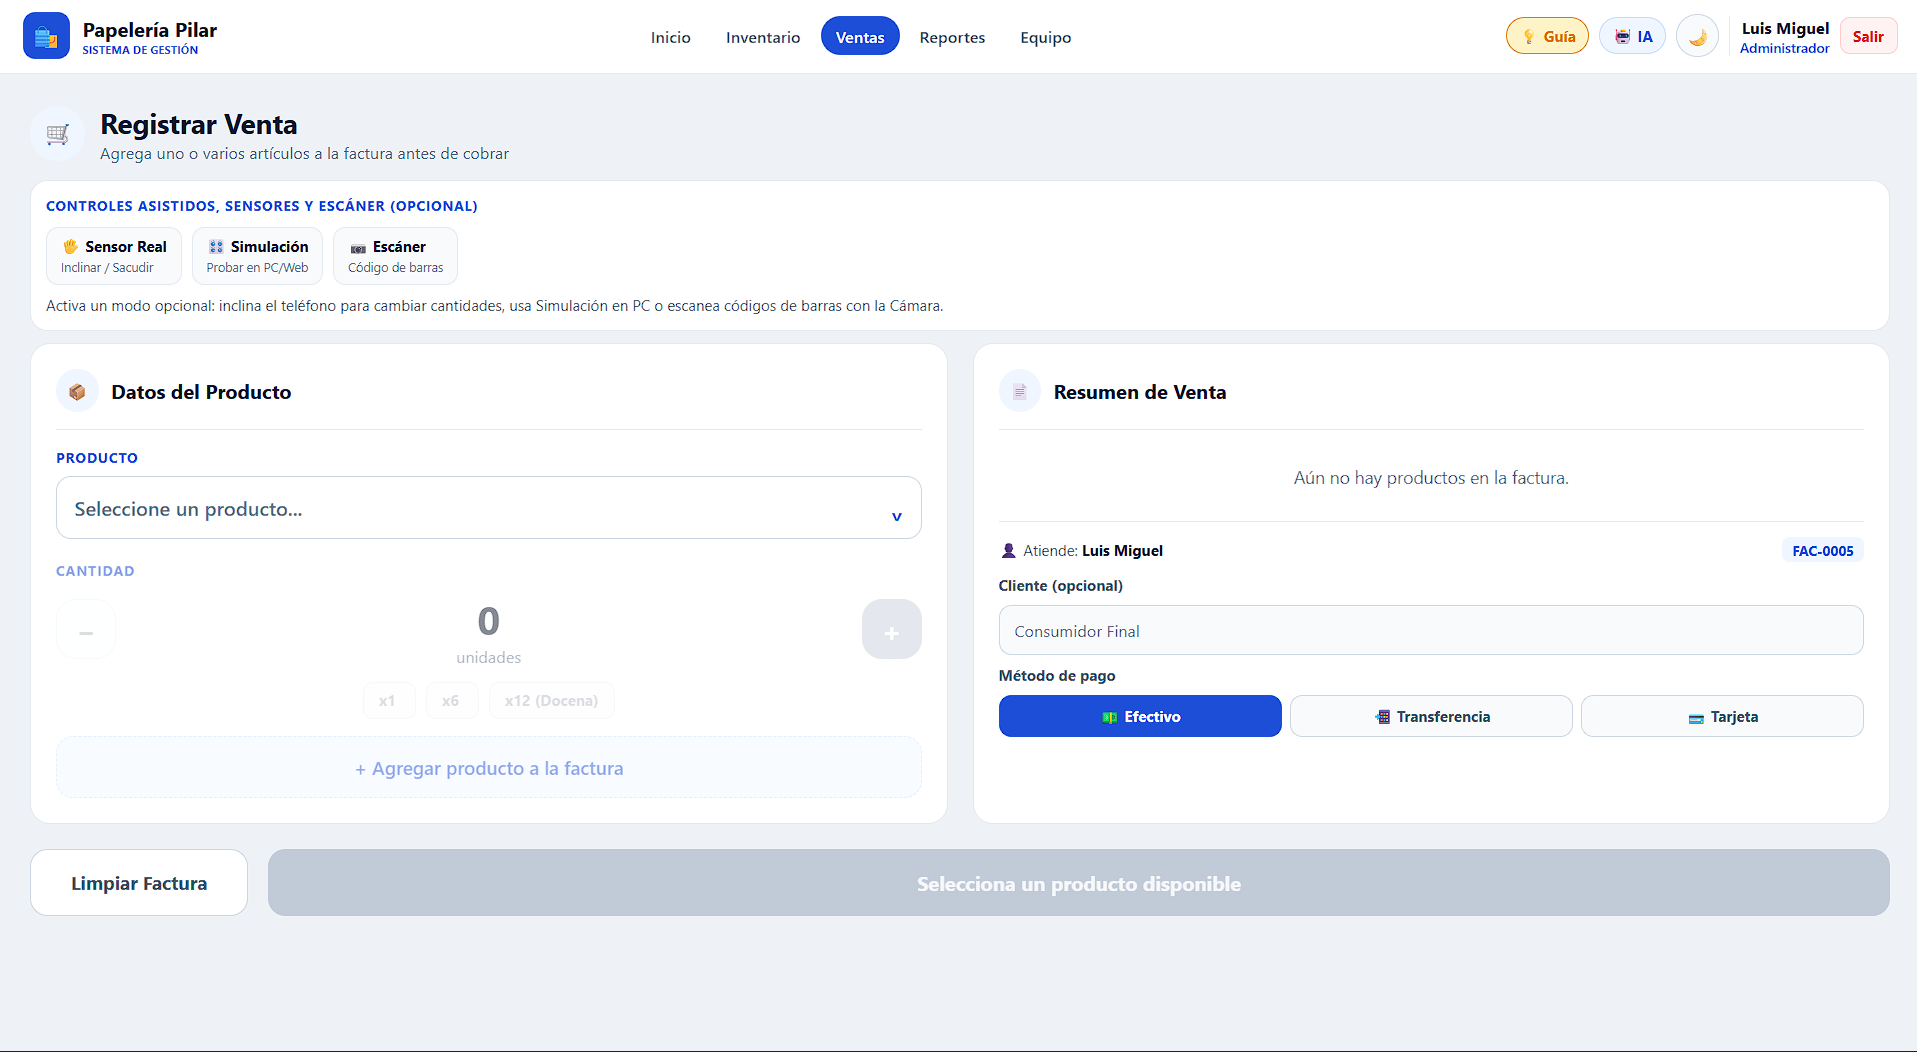 Papelería Pilar
SISTEMA DE GESTIÓN
Inicio
Inventario
Ventas
Reportes
Equipo
Guía
IA
Luis Miguel
Administrador
Salir
Registrar Venta
Agrega uno o varios artículos a la factura antes de cobrar
CONTROLES ASISTIDOS, SENSORES Y ESCÁNER (OPCIONAL)
Sensor Real
Inclinar / Sacudir
Simulación
Probar en PC/Web
Escáner
Código de barras
Activa un modo opcional: inclina el teléfono para cambiar cantidades, usa Simulación en PC o escanea códigos de barras con la Cámara.
Datos del Producto
PRODUCTO
Seleccione un producto...
v
CANTIDAD
−
0
+
unidades
x1
x6
x12 (Docena)
+ Agregar producto a la factura
Resumen de Venta
Aún no hay productos en la factura.
Atiende: Luis Miguel
FAC-0005
Cliente (opcional)
Consumidor Final
Método de pago
Efectivo
Transferencia
Tarjeta
Limpiar Factura
Selecciona un producto disponible